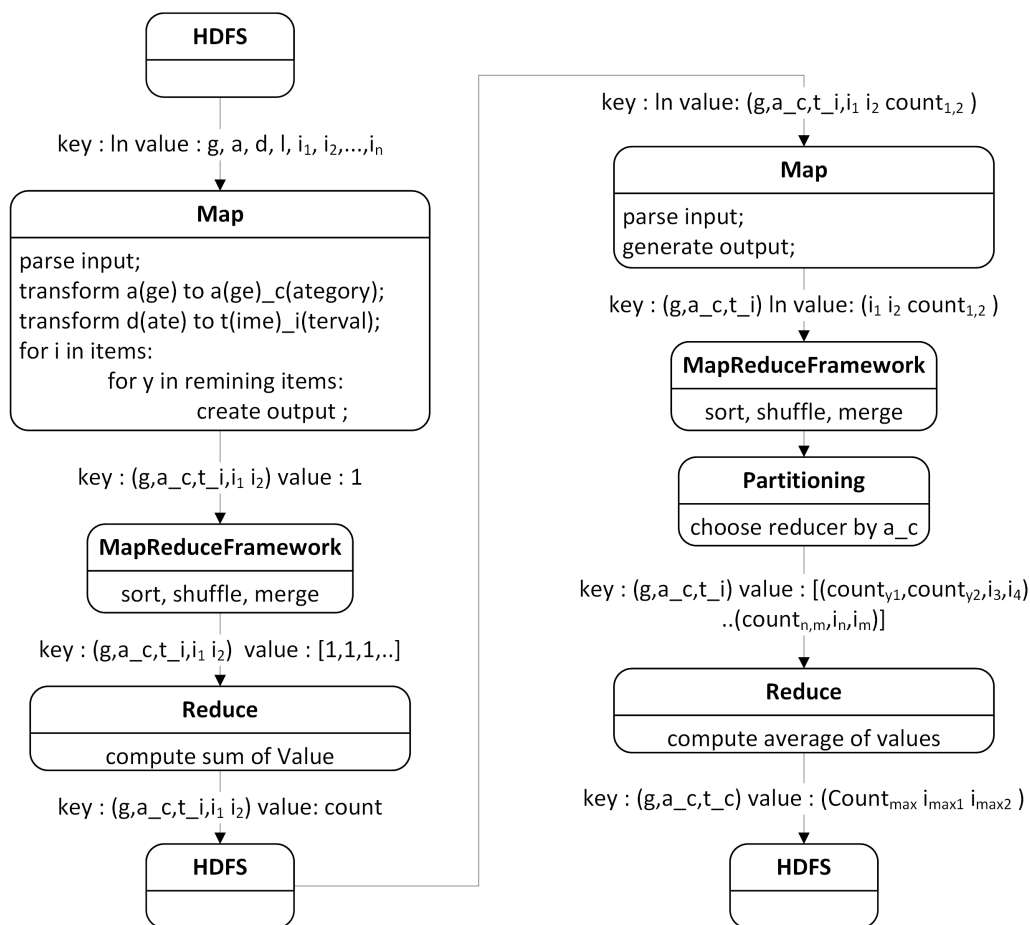 HDFS
key : ln value : g, a, d, l, i₁, i₂,...,iₙ
Map
parse input;
transform a(ge) to a(ge)_c(ategory);
transform d(ate) to t(ime)_i(terval);
for i in items:
for y in remining items:
create output ;
key : (g,a_c,t_i,i₁ i₂) value : 1
MapReduceFramework
sort, shuffle, merge
key : (g,a_c,t_i,i₁ i₂) value : [1,1,1,..]
Reduce
compute sum of Value
key : (g,a_c,t_i,i₁ i₂) value: count
HDFS
key : ln value: (g,a_c,t_i,i₁ i₂ count₁,₂ )
Map
parse input;
generate output;
key : (g,a_c,t_i) ln value: (i₁ i₂ count₁,₂ )
MapReduceFramework
sort, shuffle, merge
Partitioning
choose reducer by a_c
key : (g,a_c,t_i) value : [(county1,county2,i₃,i₄)
..(countn,m,iₙ,iₘ)]
Reduce
compute average of values
key : (g,a_c,t_c) value : (Countmax imax1 imax2 )
HDFS